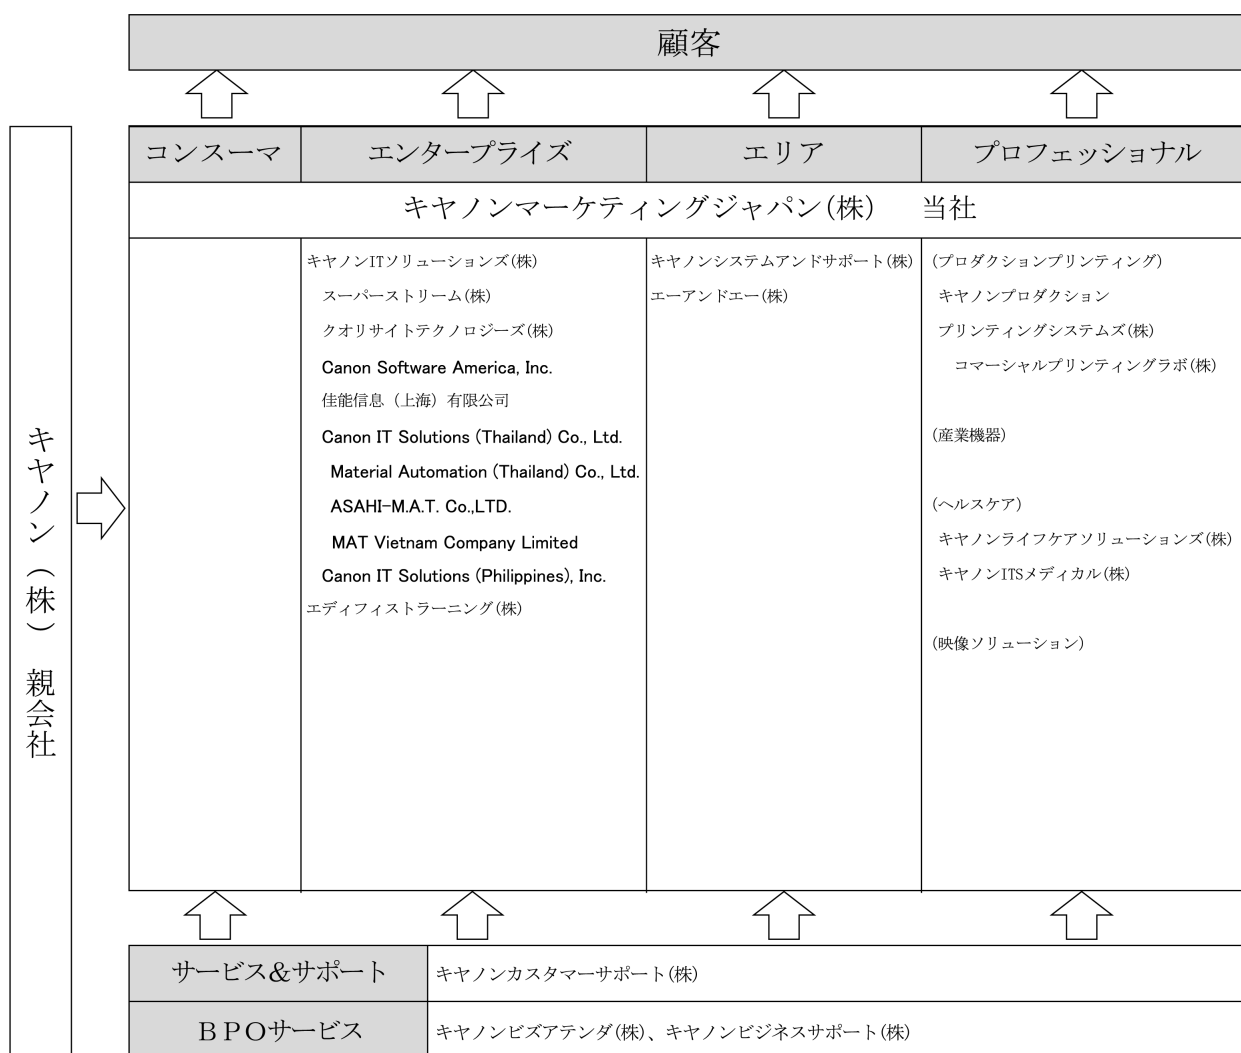 顧客
コンスーマ
エンタープライズ
エリア
プロフェッショナル
キヤノンマーケティングジャパン(株) 当社
キヤノン(株) 親会社
キヤノンITソリューションズ(株)
スーパーストリーム(株)
クオリサイトテクノロジーズ(株)
Canon Software America, Inc.
佳能信息（上海）有限公司
Canon IT Solutions (Thailand) Co., Ltd.
Material Automation (Thailand) Co., Ltd.
ASAHI-M.A.T. Co.,LTD.
MAT Vietnam Company Limited
Canon IT Solutions (Philippines), Inc.
エディフィストラーニング(株)
キヤノンシステムアンドサポート(株)
エーアンドエー(株)
(プロダクションプリンティング)
キヤノンプロダクション
プリンティングシステムズ(株)
コマーシャルプリンティングラボ(株)
(産業機器)
(ヘルスケア)
キヤノンライフケアソリューションズ(株)
キヤノンITSメディカル(株)
(映像ソリューション)
サービス&サポート
キヤノンカスタマーサポート(株)
ＢＰＯサービス
キヤノンビズアテンダ(株)、キヤノンビジネスサポート(株)